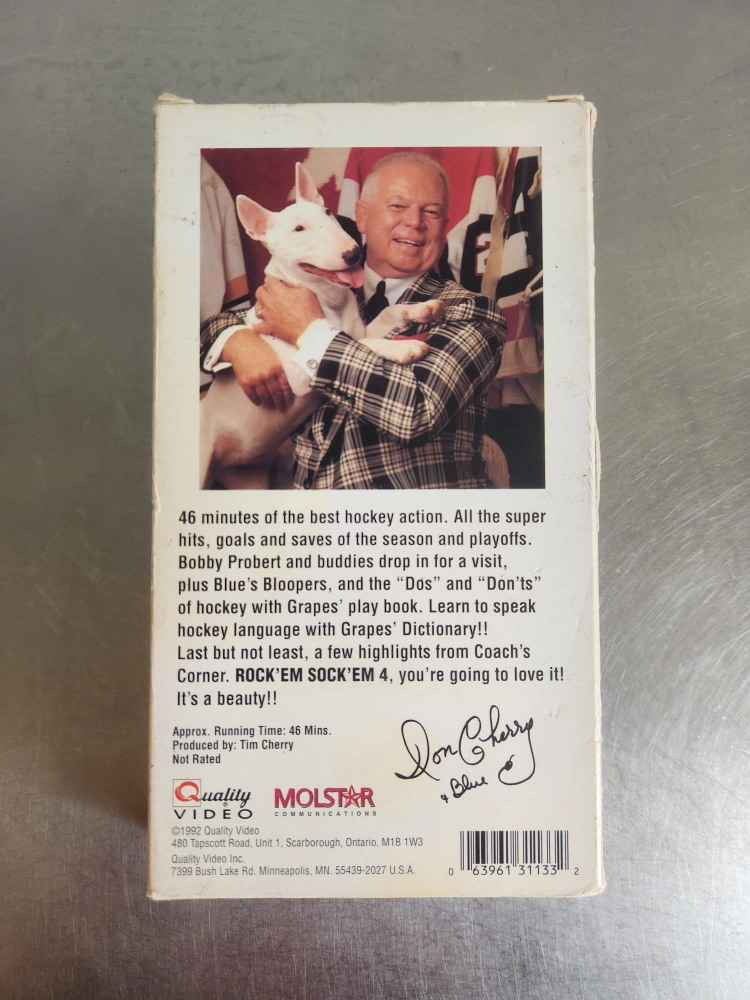 2
46 minutes of the best hockey action. All the super
hits, goals and saves of the season and playoffs.
Bobby Probert and buddies drop in for a visit,
plus Blue's Bloopers, and the “Dos” and “Don'ts”
of hockey with Grapes' play book. Learn to speak
hockey language with Grapes' Dictionary!!
Last but not least, a few highlights from Coach's
Corner. ROCK'EM SOCK'EM 4, you're going to love it!
It's a beauty!!
Approx. Running Time: 46 Mins.
Produced by: Tim Cherry
Not Rated
Don Cherry
+ Blue
Quality ®
VIDEO
MOLSTAR
COMMUNICATIONS
©1992 Quality Video
480 Tapscott Road, Unit 1, Scarborough, Ontario. M1B 1W3
Quality Video Inc.
7399 Bush Lake Rd. Minneapolis, MN. 55439-2027 U.S.A.
0 63961 31133 2